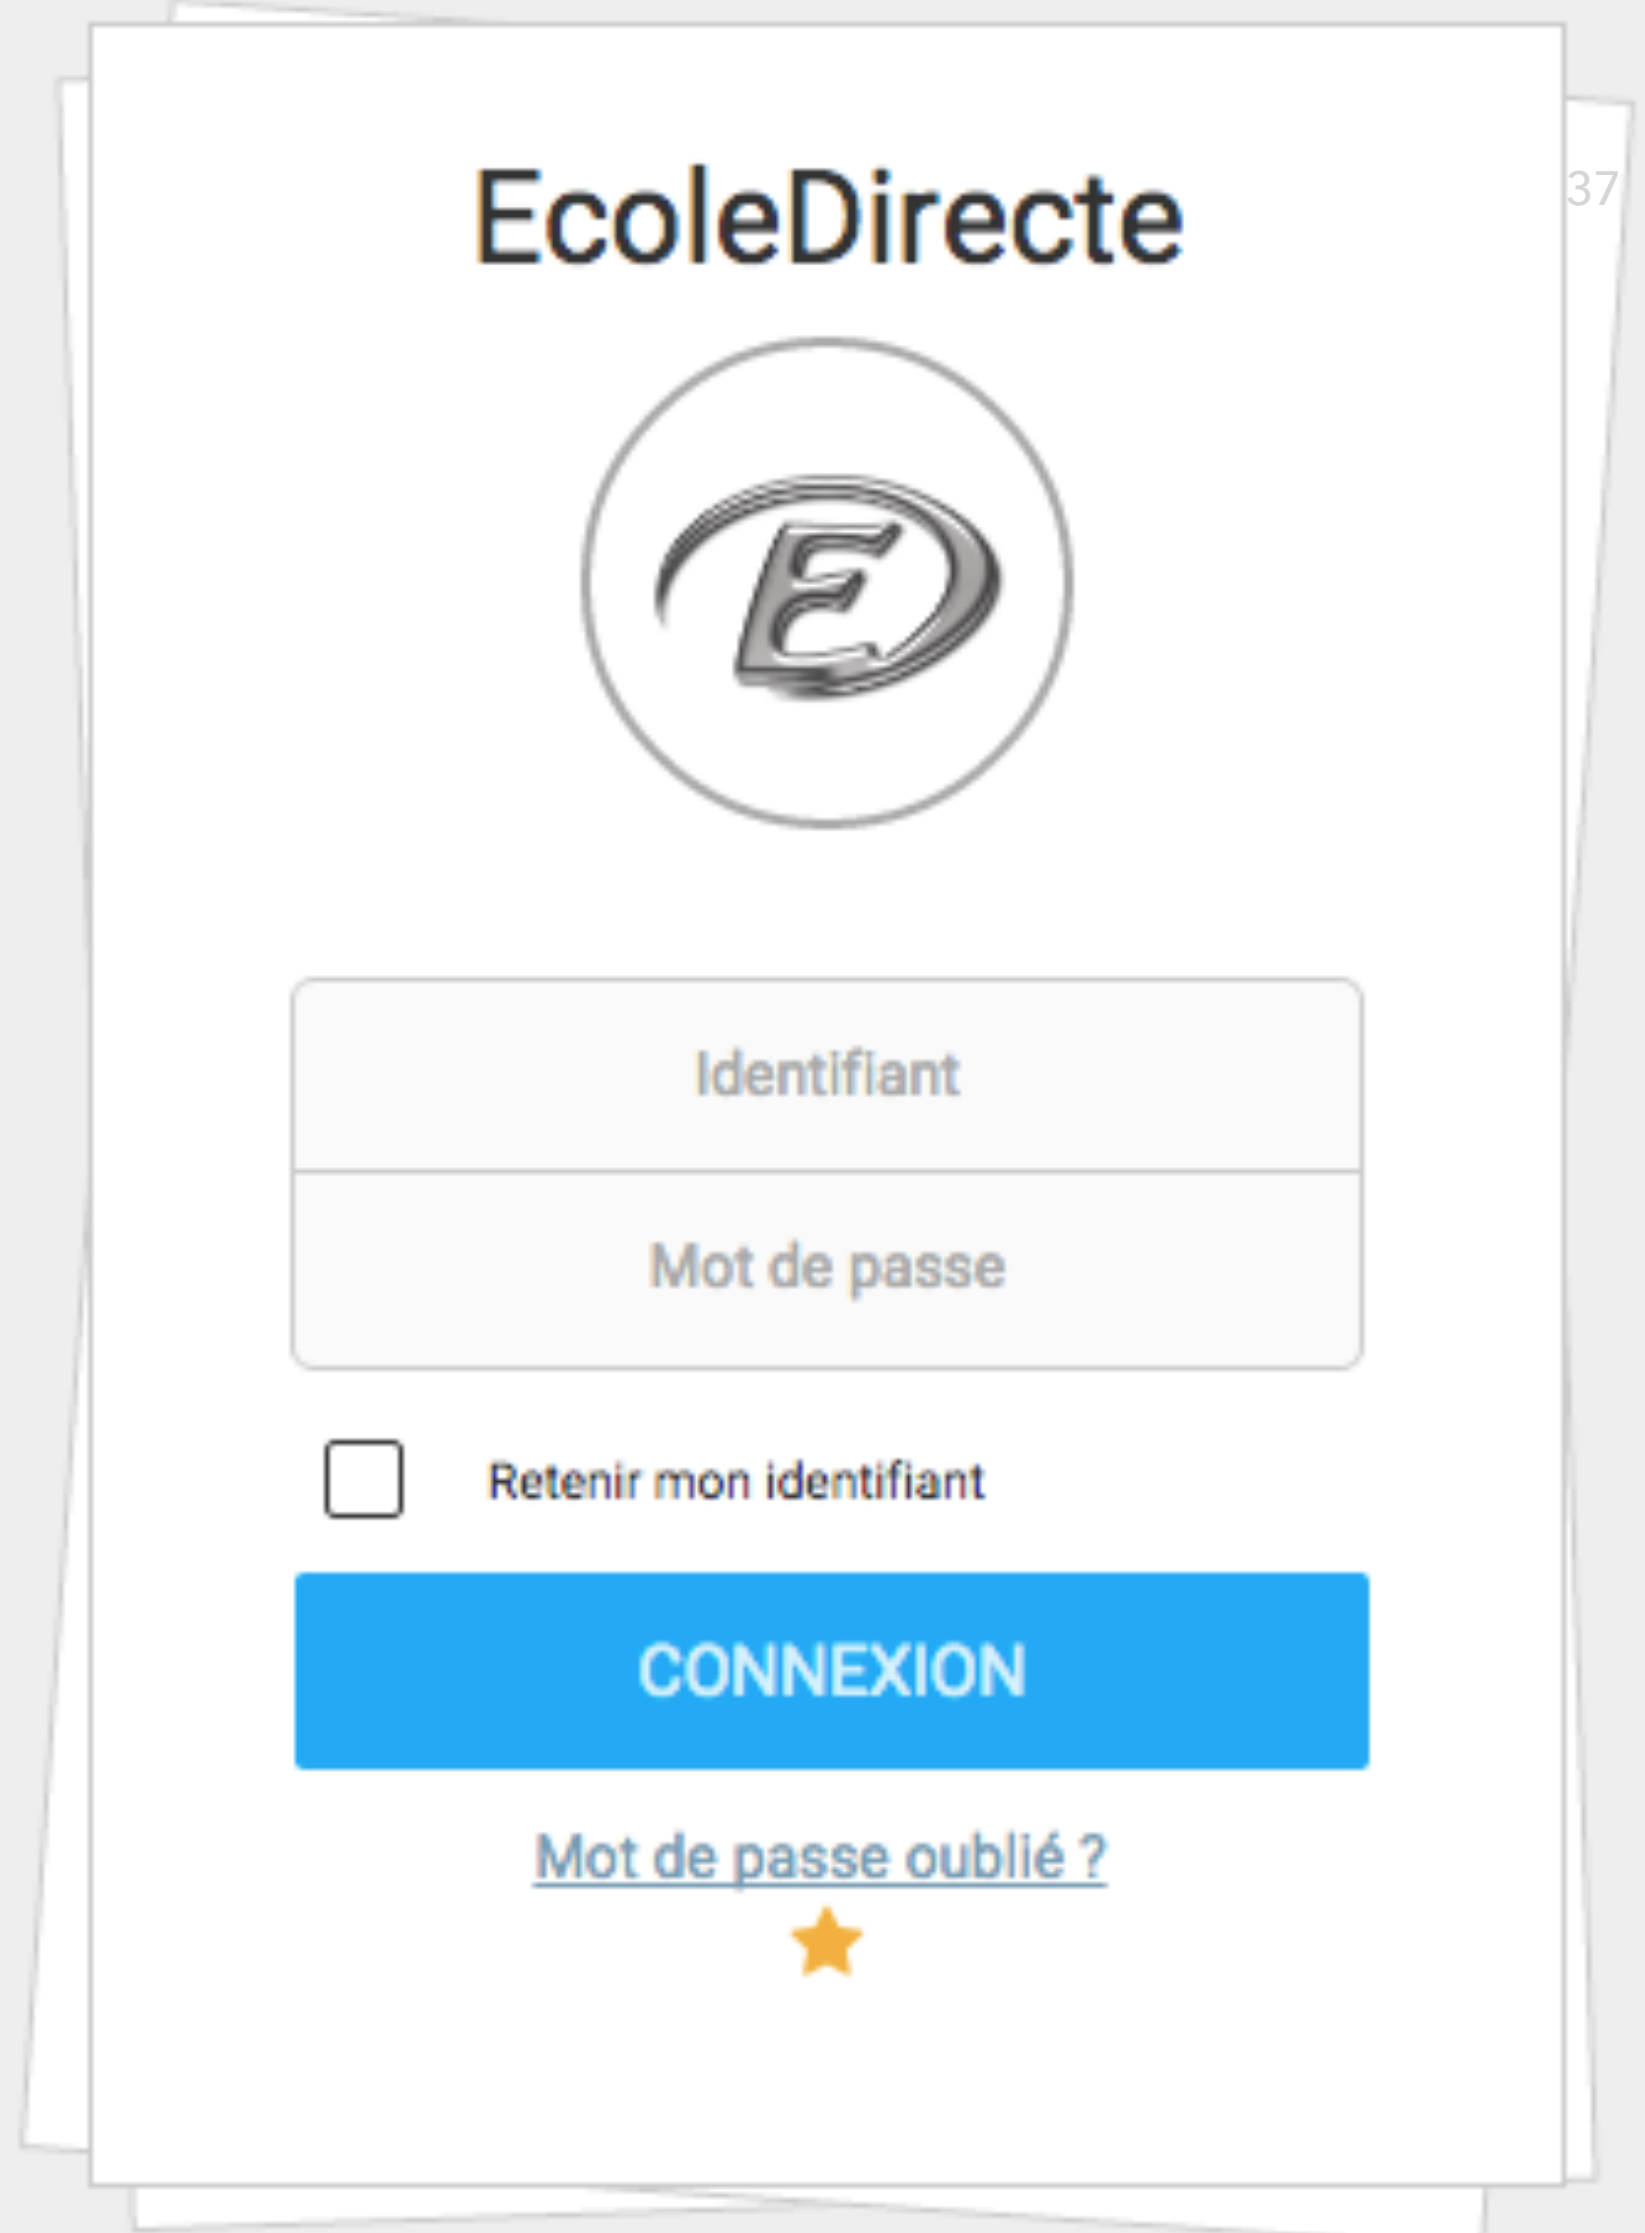 EcoleDirecte
37
E
Identifiant
Mot de passe
Retenir mon identifiant
CONNEXION
Mot de passe oublié ?